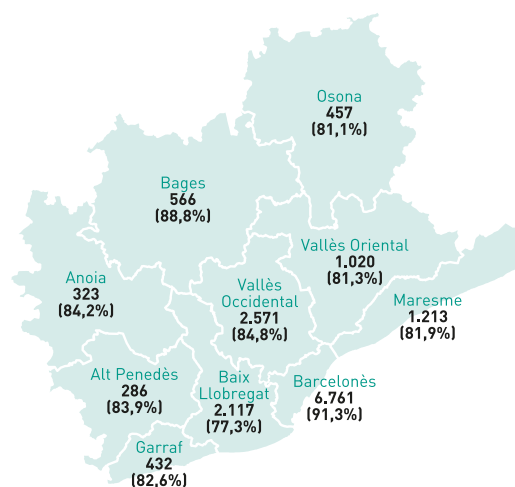 Osona
457
(81,1%)
Bages
566
(88,8%)
Vallès Oriental
1.020
(81,3%)
Anoia
323
(84,2%)
Vallès
Occidental
2.571
(84,8%)
Maresme
1.213
(81,9%)
Alt Penedès
286
(83,9%)
Baix
Llobregat
2.117
(77,3%)
Barcelonès
6.761
(91,3%)
Garraf
432
(82,6%)